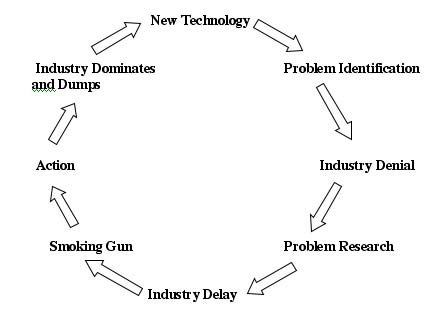 New Technology
Problem Identification
Industry Denial
Problem Research
Industry Delay
Smoking Gun
Action
Industry Dominates
and Dumps